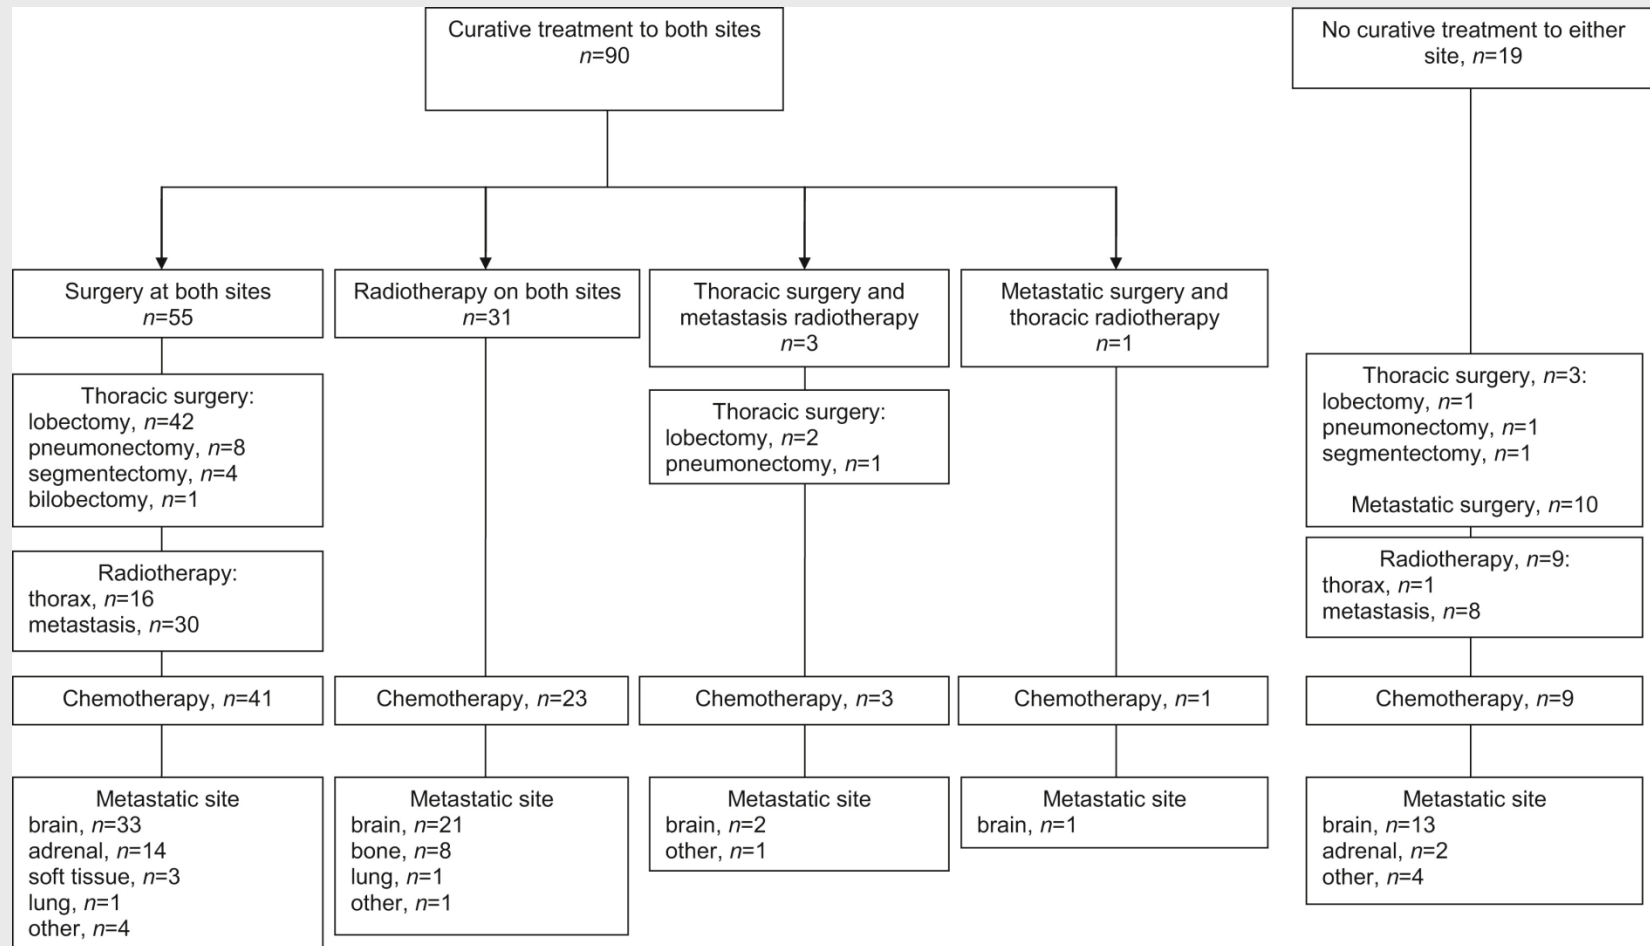 Curative treatment to both sites
n=90
No curative treatment to either
site, n=19
Surgery at both sites
n=55
Radiotherapy on both sites
n=31
Thoracic surgery and
metastasis radiotherapy
n=3
Metastatic surgery and
thoracic radiotherapy
n=1
Thoracic surgery:
lobectomy, n=42
pneumonectomy, n=8
segmentectomy, n=4
bilobectomy, n=1
Thoracic surgery:
lobectomy, n=2
pneumonectomy, n=1
Thoracic surgery, n=3:
lobectomy, n=1
pneumonectomy, n=1
segmentectomy, n=1
Metastatic surgery, n=10
Radiotherapy:
thorax, n=16
metastasis, n=30
Radiotherapy, n=9:
thorax, n=1
metastasis, n=8
Chemotherapy, n=41
Chemotherapy, n=23
Chemotherapy, n=3
Chemotherapy, n=1
Chemotherapy, n=9
Metastatic site
brain, n=33
adrenal, n=14
soft tissue, n=3
lung, n=1
other, n=4
Metastatic site
brain, n=21
bone, n=8
lung, n=1
other, n=1
Metastatic site
brain, n=2
other, n=1
Metastatic site
brain, n=1
Metastatic site
brain, n=13
adrenal, n=2
other, n=4